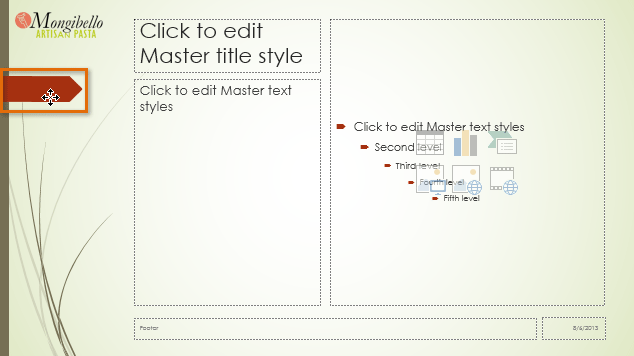 Mongibello
ARTISAN PASTA
Click to edit
Master title style
Click to edit Master text
styles
Click to edit Master text styles
Second level
Third level
Fourth level
Fifth level
Footer
8/6/2013